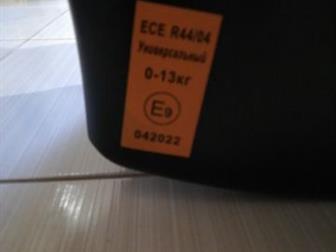 ECE R44/04
Универсальный
0-13кг
E9
042022